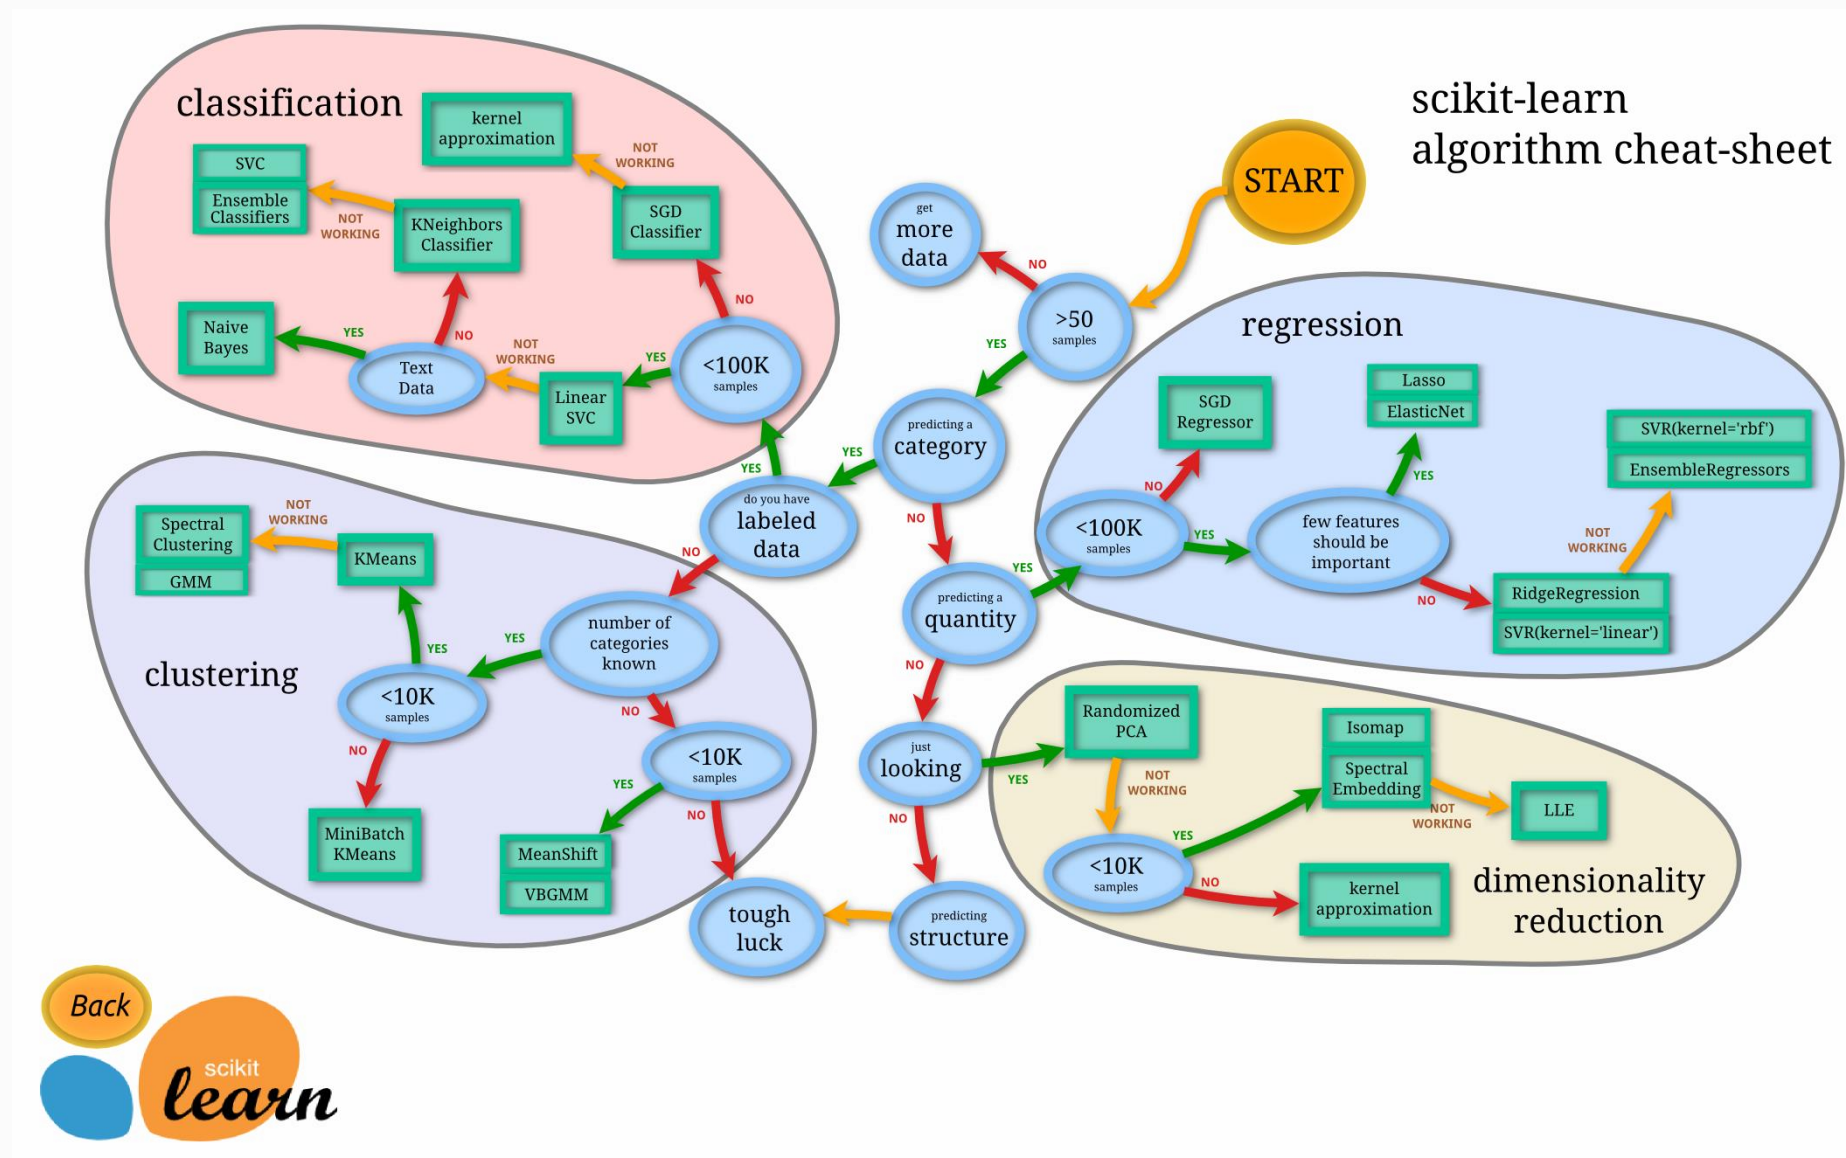 scikit-learn
algorithm cheat-sheet
START
classification
kernel
approximation
NOT
WORKING
SVC
Ensemble
Classifiers
NOT
WORKING
KNeighbors
Classifier
SGD
Classifier
NO
Naive
Bayes
YES
Text
Data
NO
NOT
WORKING
Linear
SVC
YES
<100K
samples
get
more
data
NO
>50
samples
YES
predicting a
category
YES
NO
YES
do you have
labeled
data
NO
predicting a
quantity
YES
NO
just
looking
YES
NO
predicting
structure
tough
luck
regression
SGD
Regressor
Lasso
ElasticNet
SVR(kernel='rbf')
EnsembleRegressors
NO
YES
<100K
samples
YES
few features
should be
important
NOT
WORKING
NO
RidgeRegression
SVR(kernel='linear')
clustering
Spectral
Clustering
GMM
NOT
WORKING
KMeans
number of
categories
known
YES
YES
<10K
samples
NO
NO
<10K
samples
YES
NO
MiniBatch
KMeans
MeanShift
VBGMM
Randomized
PCA
NOT
WORKING
Isomap
Spectral
Embedding
NOT
WORKING
LLE
YES
<10K
samples
NO
kernel
approximation
dimensionality
reduction
Back
scikit
learn